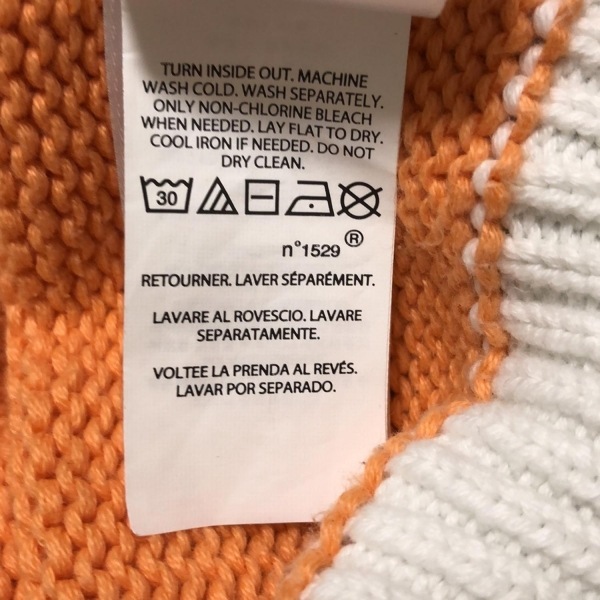 TURN INSIDE OUT. MACHINE
WASH COLD. WASH SEPARATELY.
ONLY NON-CHLORINE BLEACH
WHEN NEEDED. LAY FLAT TO DRY.
COOL IRON IF NEEDED. DO NOT
DRY CLEAN.
30
n°1529 ®
RETOURNER. LAVER SÉPARÉMENT.
LAVARE AL ROVESCIO. LAVARE
SEPARATAMENTE.
VOLTEE LA PRENDA AL REVÉS.
LAVAR POR SEPARADO.